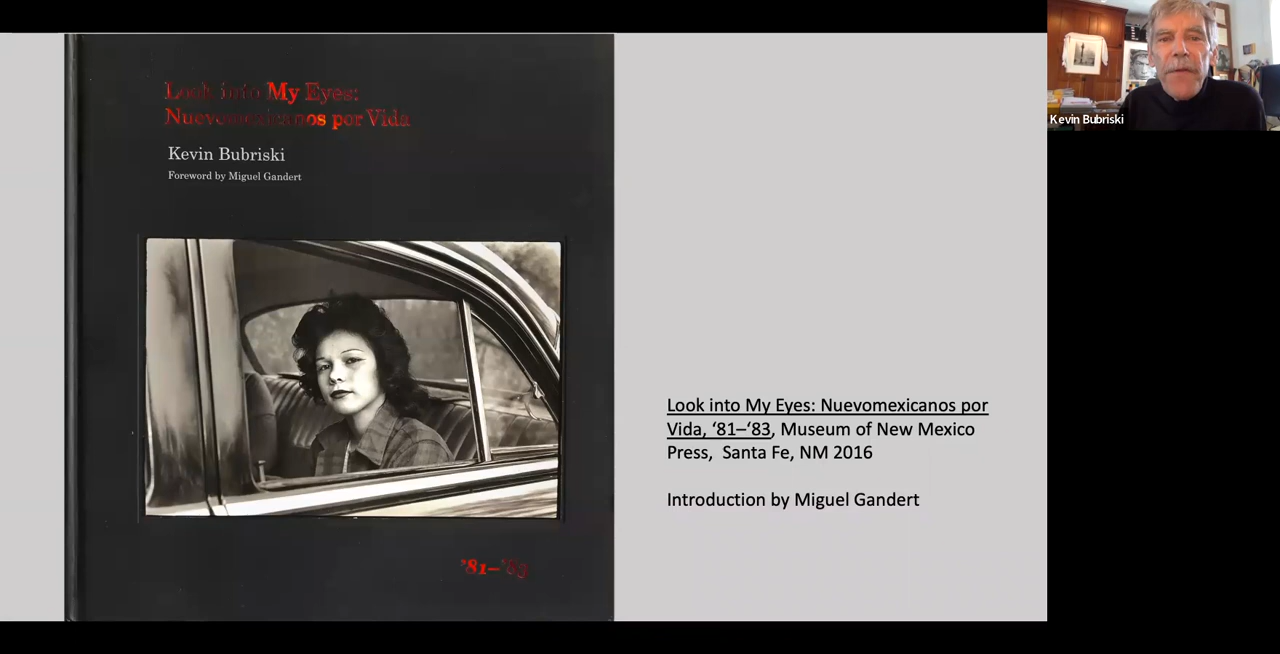 Look into My Eyes:
Nuevomexicanos por Vida
Kevin Bubriski
Foreword by Miguel Gandert
'81–'83
Look into My Eyes: Nuevomexicanos por
Vida, ‘81–‘83, Museum of New Mexico
Press, Santa Fe, NM 2016
Introduction by Miguel Gandert
Kevin Bubriski